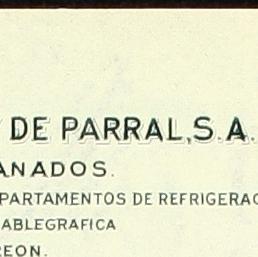 Y DE PARRAL, S.A.
ANADOS.
PARTAMENTOS DE REFRIGERAC
ABLEGRAFICA
REON.